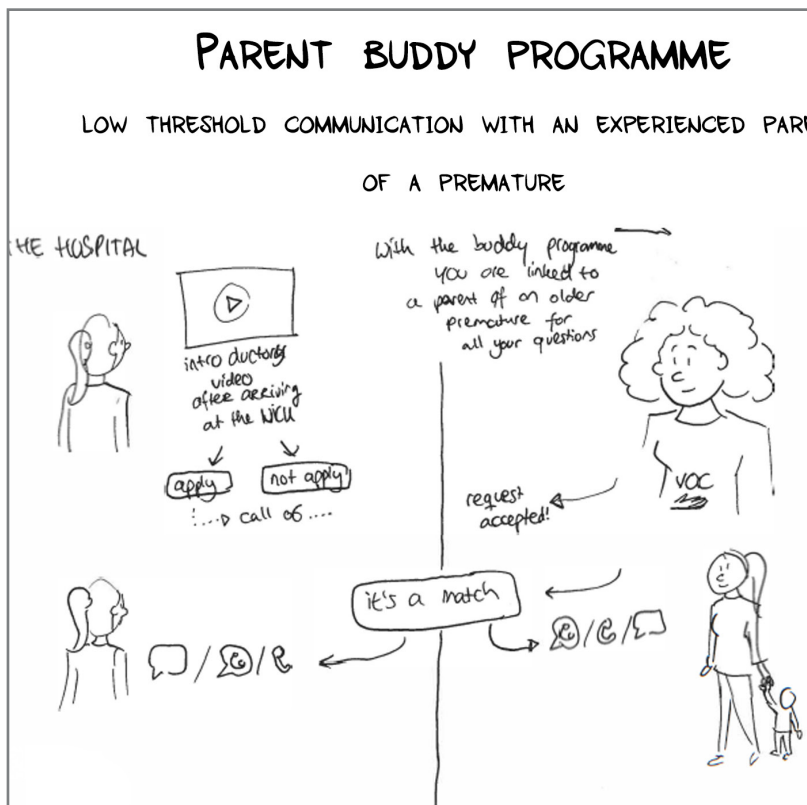 PARENT BUDDY PROGRAMME
LOW THRESHOLD COMMUNICATION WITH AN EXPERIENCED PARE
OF A PREMATURE
HE HOSPITAL
introductory
video
after arriving
at the NICU
apply
not apply
call of
With the buddy programme
you are linked to
a parent of an older
premature for
all your questions
VOC
request
accepted!
it's a match